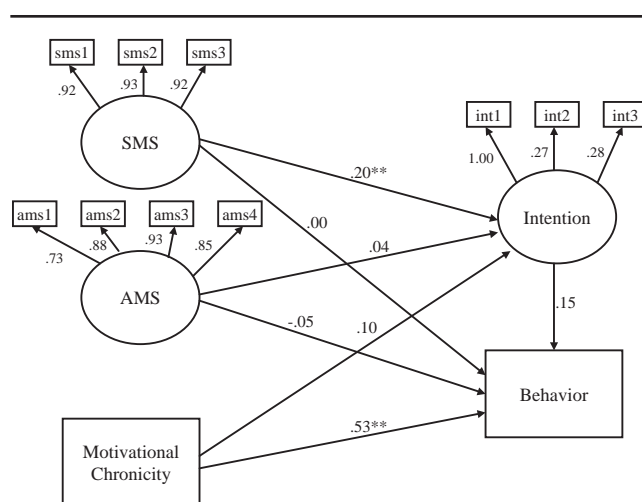 sms1 sms2 sms3
.92 .93 .92
SMS
int1 int2 int3
1.00 .27 .28
Intention
.20**
.00
ams1 ams2 ams3 ams4
.73 .88 .93 .85
AMS
.04
-.05
.10
.15
Behavior
.53**
Motivational
Chronicity